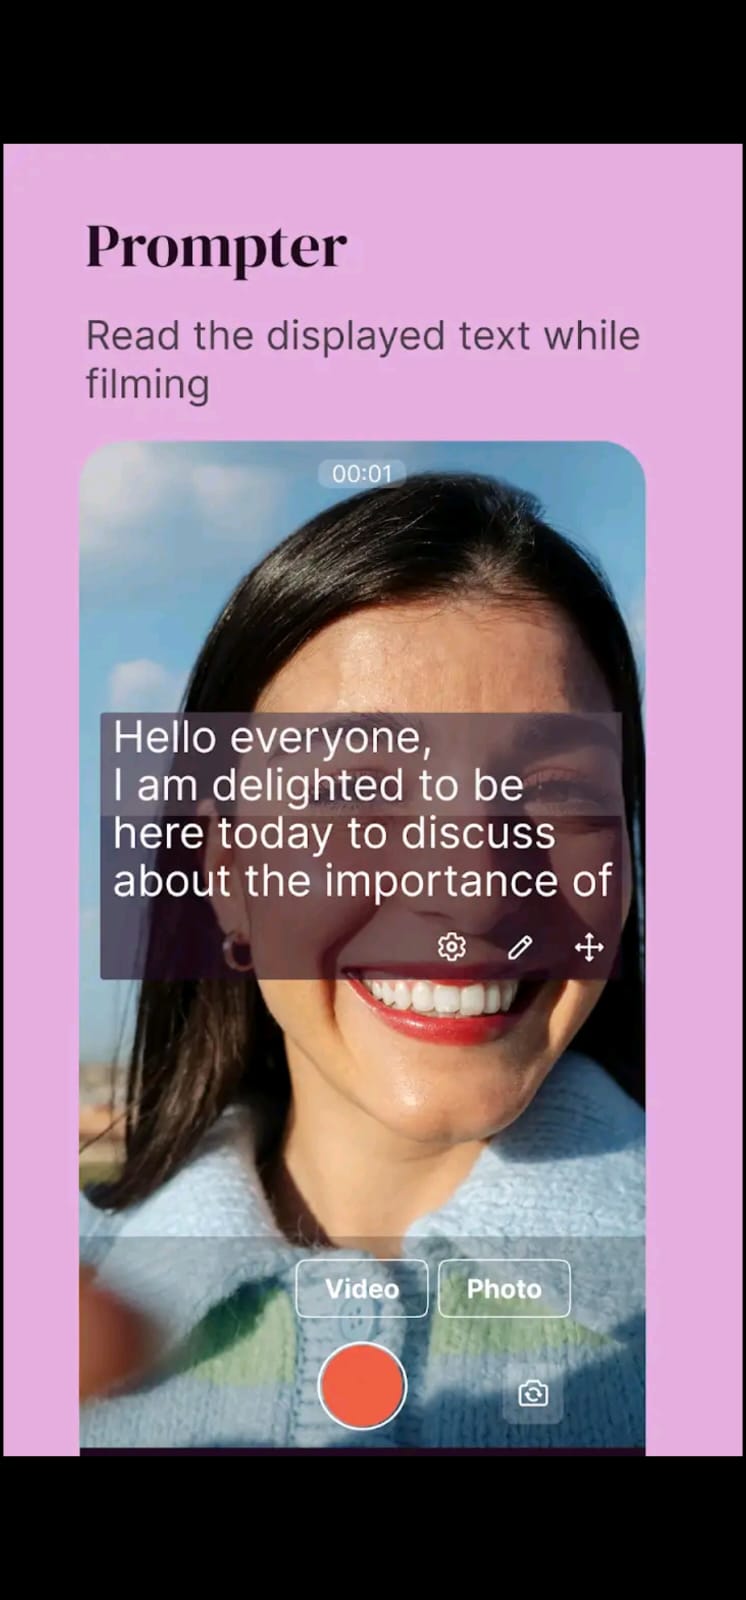 Prompter
Read the displayed text while
filming
00:01
Hello everyone,
I am delighted to be
here today to discuss
about the importance of
Video
Photo